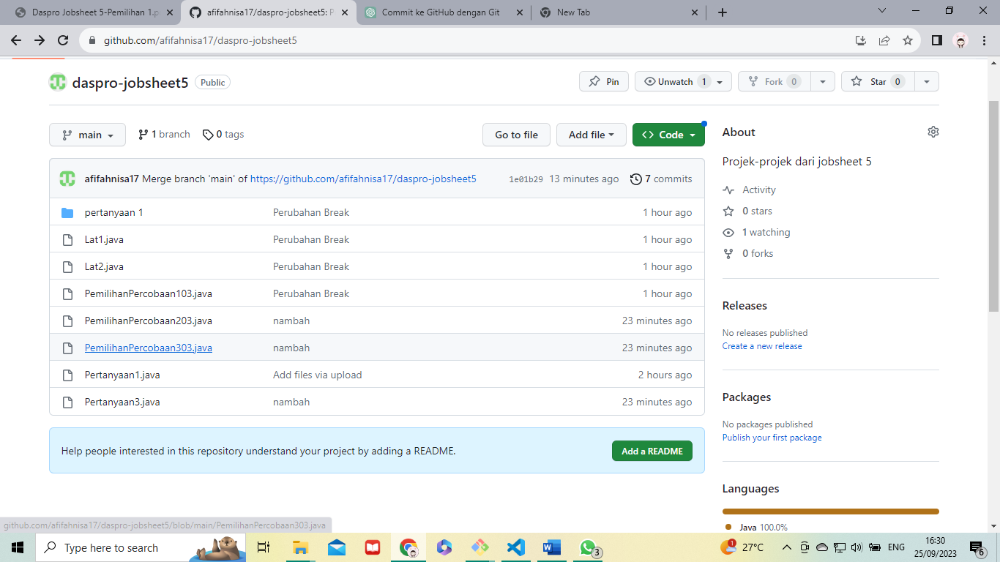 Daspro Jobsheet 5-Pemilihan 1.p
afifahnisa17/daspro-jobsheet5: P
Commit ke GitHub dengan Git
New Tab
github.com/afifahnisa17/daspro-jobsheet5
daspro-jobsheet5 Public
Pin
Unwatch 1
Fork 0
Star 0
main
1 branch
0 tags
Go to file
Add file
<> Code
afifahnisa17 Merge branch 'main' of https://github.com/afifahnisa17/daspro-jobsheet5 1e01b29 13 minutes ago 7 commits
pertanyaan 1 Perubahan Break 1 hour ago
Lat1.java Perubahan Break 1 hour ago
Lat2.java Perubahan Break 1 hour ago
PemilihanPercobaan103.java Perubahan Break 1 hour ago
PemilihanPercobaan203.java nambah 23 minutes ago
PemilihanPercobaan303.java nambah 23 minutes ago
Pertanyaan1.java Add files via upload 2 hours ago
Pertanyaan3.java nambah 23 minutes ago
Help people interested in this repository understand your project by adding a README. Add a README
About
Projek-projek dari jobsheet 5
Activity
0 stars
1 watching
0 forks
Releases
No releases published
Create a new release
Packages
No packages published
Publish your first package
Languages
Java 100.0%
github.com/afifahnisa17/daspro-jobsheet5/blob/main/PemilihanPercobaan303.java
Type here to search
3
1
27°C
ENG
16:30
25/09/2023
6